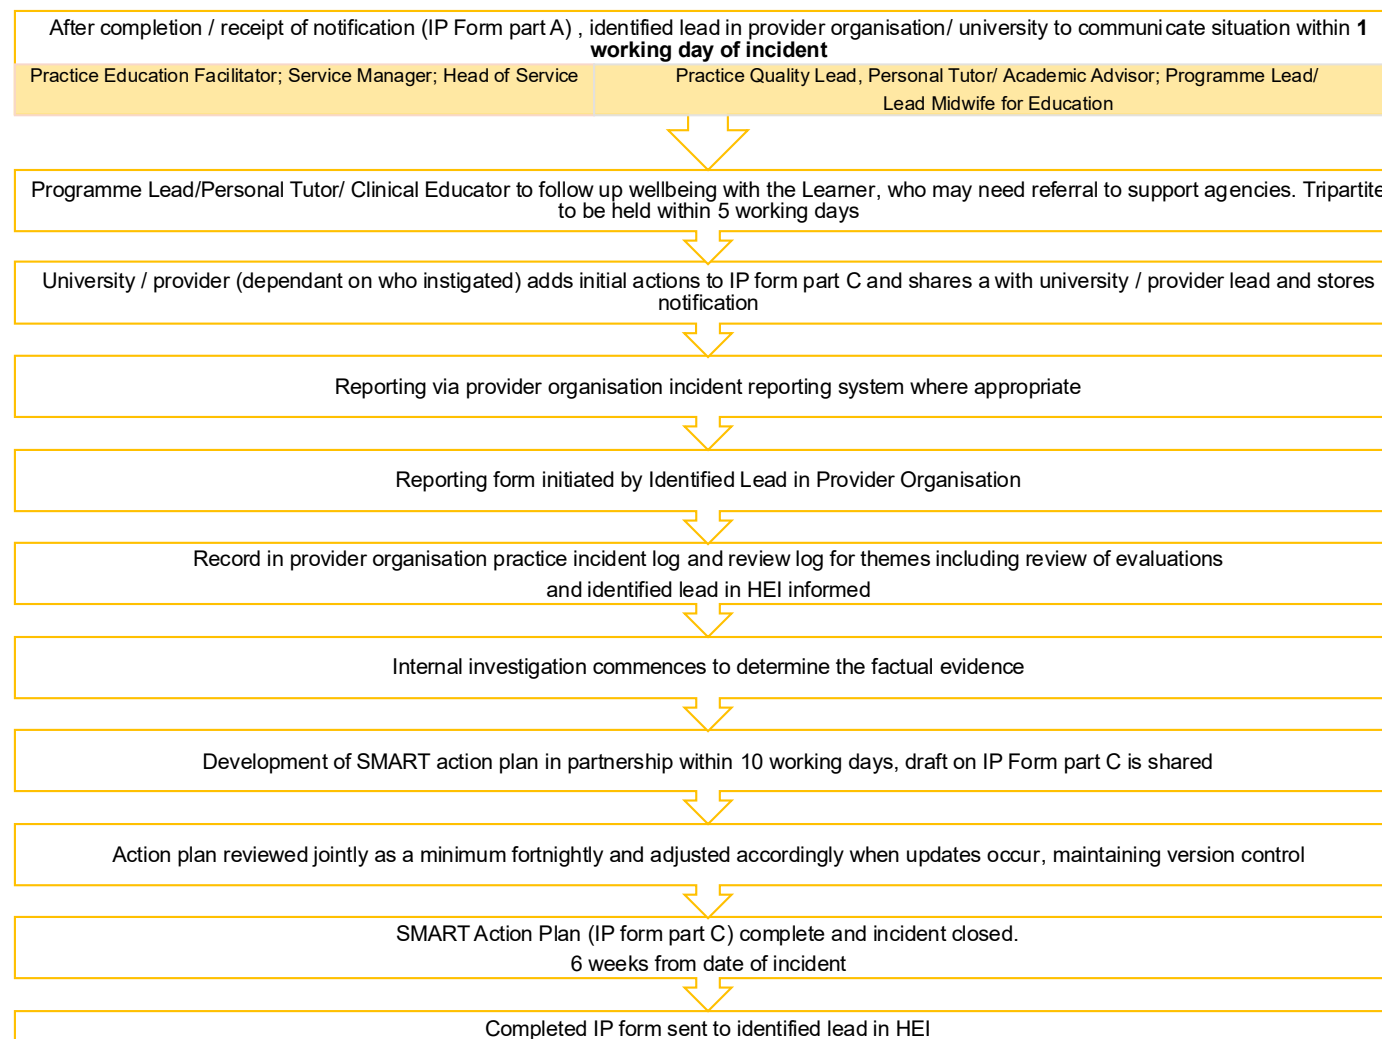 After completion / receipt of notification (IP Form part A) , identified lead in provider organisation/ university to communicate situation within 1
working day of incident
Practice Education Facilitator; Service Manager; Head of Service
Practice Quality Lead, Personal Tutor/ Academic Advisor; Programme Lead/
Lead Midwife for Education
Programme Lead/Personal Tutor/ Clinical Educator to follow up wellbeing with the Learner, who may need referral to support agencies. Tripartite
to be held within 5 working days
University / provider (dependant on who instigated) adds initial actions to IP form part C and shares a with university / provider lead and stores
notification
Reporting via provider organisation incident reporting system where appropriate
Reporting form initiated by Identified Lead in Provider Organisation
Record in provider organisation practice incident log and review log for themes including review of evaluations
and identified lead in HEI informed
Internal investigation commences to determine the factual evidence
Development of SMART action plan in partnership within 10 working days, draft on IP Form part C is shared
Action plan reviewed jointly as a minimum fortnightly and adjusted accordingly when updates occur, maintaining version control
SMART Action Plan (IP form part C) complete and incident closed.
6 weeks from date of incident
Completed IP form sent to identified lead in HEI